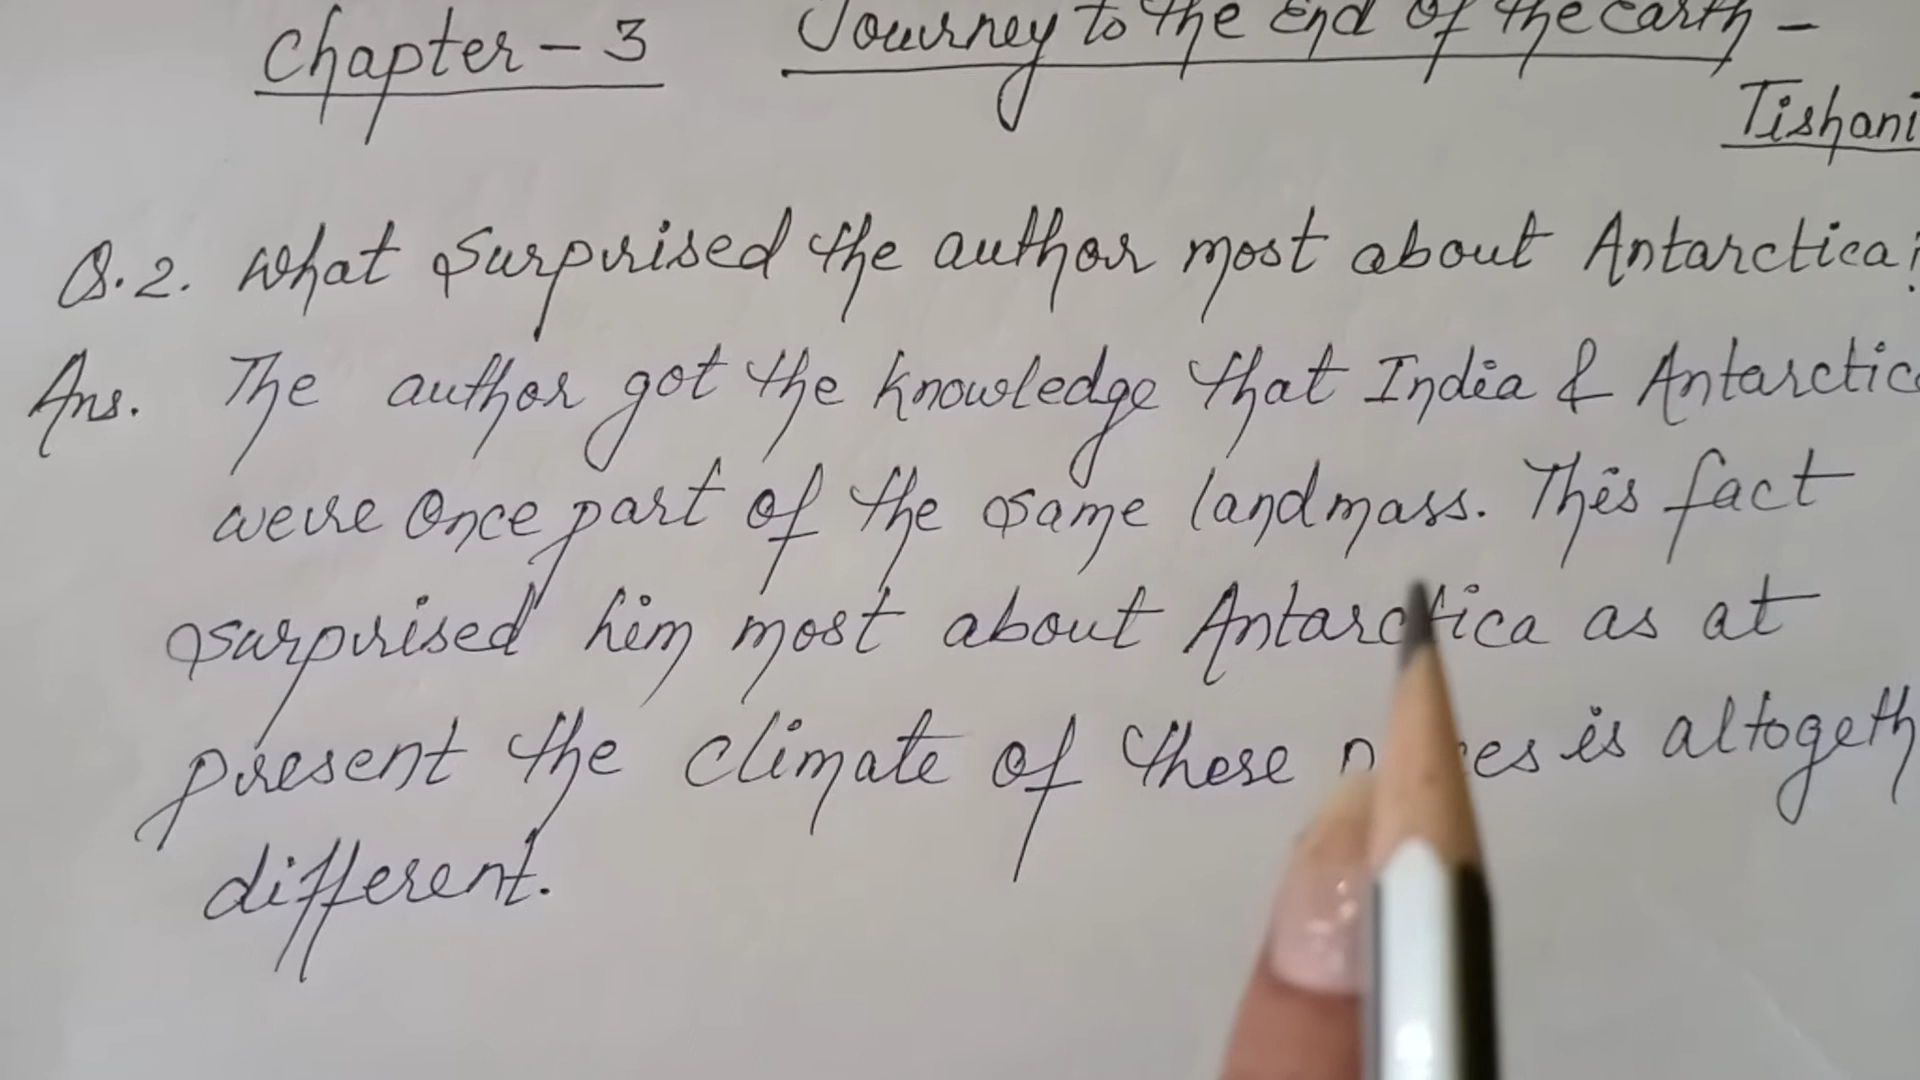 Chapter - 3 Journey to the End of the Earth -
Tishani
Q.2. What surprised the author most about Antarctica?
Ans. The author got the knowledge that India & Antarctica
were once part of the same landmass. This fact
surprised him most about Antarctica as at
present the climate of these is altogeth
different.